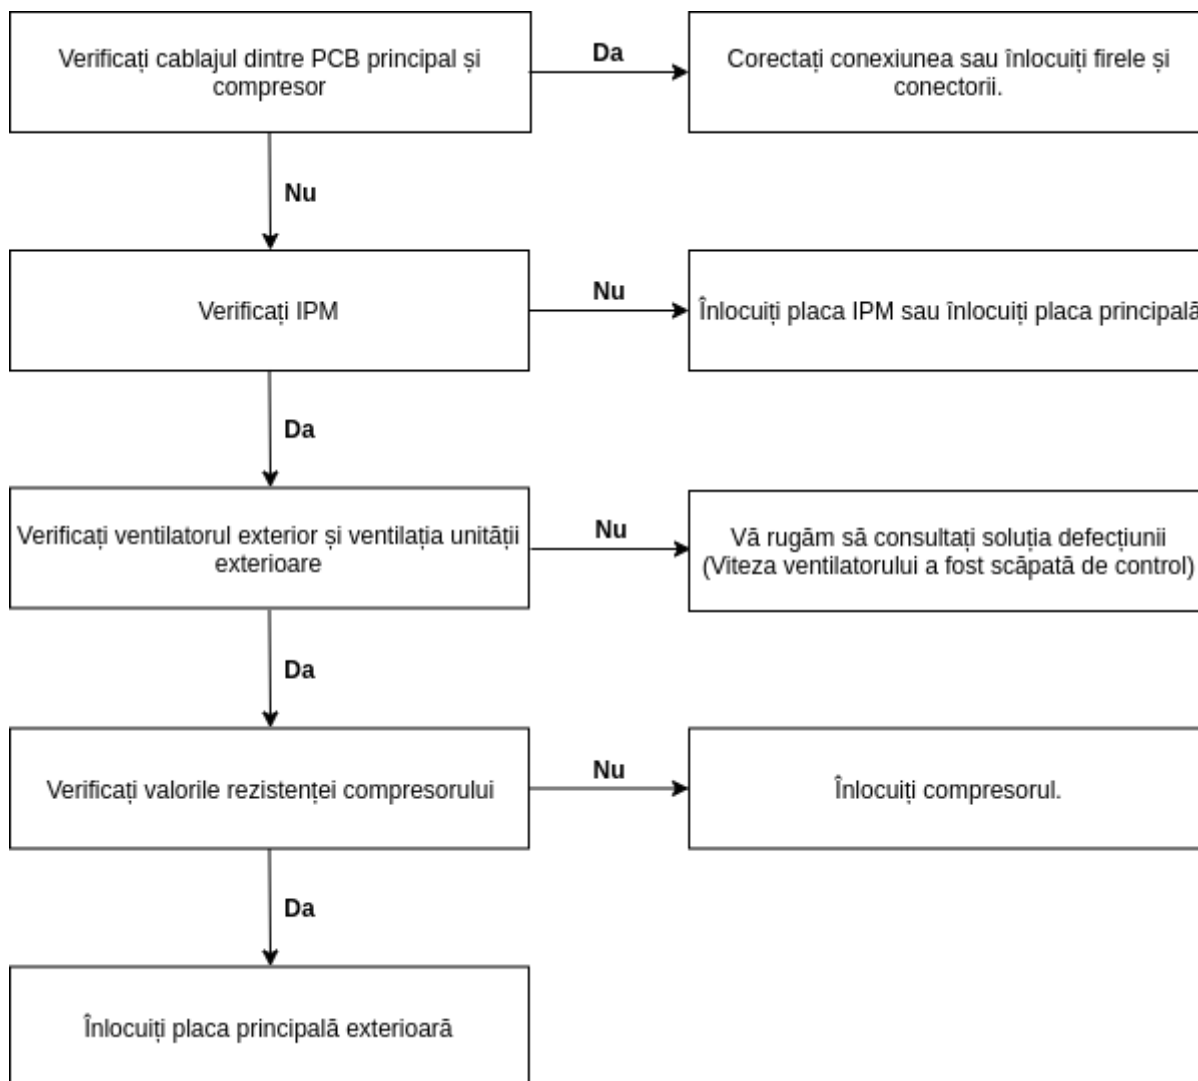 Verificați cablajul dintre PCB principal și
compresor
Da
Corectați conexiunea sau înlocuiți firele și
conectorii.
Nu
Verificați IPM
Nu
Înlocuiți placa IPM sau înlocuiți placa principală
Da
Verificați ventilatorul exterior și ventilația unității
exterioare
Nu
Vă rugăm să consultați soluția defecțiunii
(Viteza ventilatorului a fost scăpată de control)
Da
Verificați valorile rezistenței compresorului
Nu
Înlocuiți compresorul.
Da
Înlocuiți placa principală exterioară